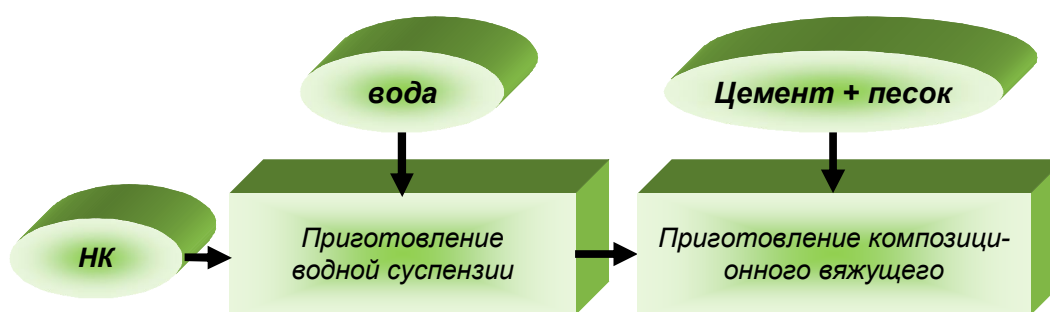 вода
Цемент + песок
НК
Приготовление
водной суспензии
Приготовление композици-
онного вяжущего